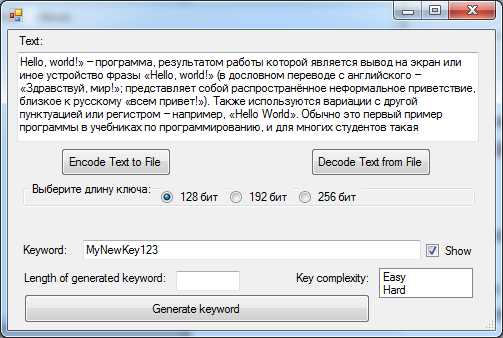 Text:
Hello, world!» – программа, результатом работы которой является вывод на экран или
иное устройство фразы «Hello, world!» (в дословном переводе с английского –
«Здравствуй, мир!»; представляет собой распространённое неформальное приветствие,
близкое к русскому «всем привет!»). Также используются вариации с другой
пунктуацией или регистром – например, «Hello World». Обычно это первый пример
программы в учебниках по программированию, и для многих студентов такая
Encode Text to File
Decode Text from File
Выберите длину ключа:
128 бит 192 бит 256 бит
Keyword: MyNewKey123 Show
Length of generated keyword: Key complexity: Easy
Hard
Generate keyword